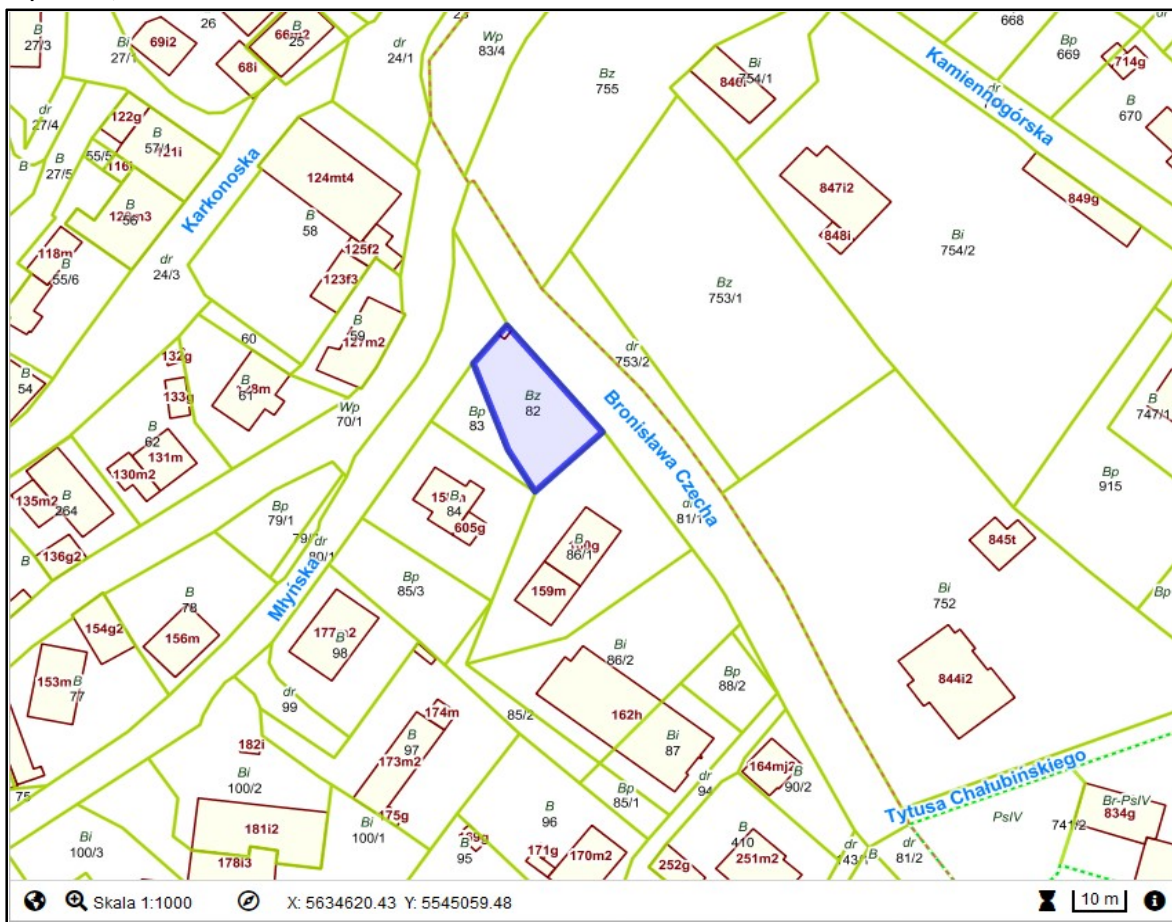 26
B
27/3
Bi
27/1
69i2
B
25
66m2
68i
dr
24/1
Wp
83/4
Bz
755
Bi
754/1
846i
668
Bp
669
714g
B
670
Kamiennogórska
dr
27/4
122g
B
57/1
121i
55/5
116i
B
27/5
B
B
56
118m
B
55/6
Karkonoska
dr
24/3
124mt4
B
58
125f2
123f3
B
59
127m2
60
847i2
848i
849g
Bi
754/2
Bz
753/1
dr
753/2
B
54
132g
133g
B
61
Wp
70/1
B
62
131m
130m2
Bz
82
Bp
83
Bronisława Czecha
B
747/1
Bp
915
135m2
B
264
136g2
B
Bp
79/1
dr
80/1
B
84
605g
dr
81/1
B
86/1
159m
845t
Bi
752
Bp
Młyńska
Bp
85/3
B
78
154g2
156m
B
98
153m
B
77
dr
99
Bi
86/2
Bp
88/2
162h
Bi
87
844i2
85/2
174m
B
97
173m2
175g
182i
Bi
100/2
181i2
178i3
Bi
100/1
Bi
100/3
75
Bp
85/1
dr
94
164mj2
B
90/2
Tytusa Chałubińskiego
B
96
B
95
171g
170m2
252g
B
410
251m2
dr
B
dr
81/2
PsIV
741/2
Br-PsIV
834g
Skala 1:1000
X: 5634620.43 Y: 5545059.48
10 m